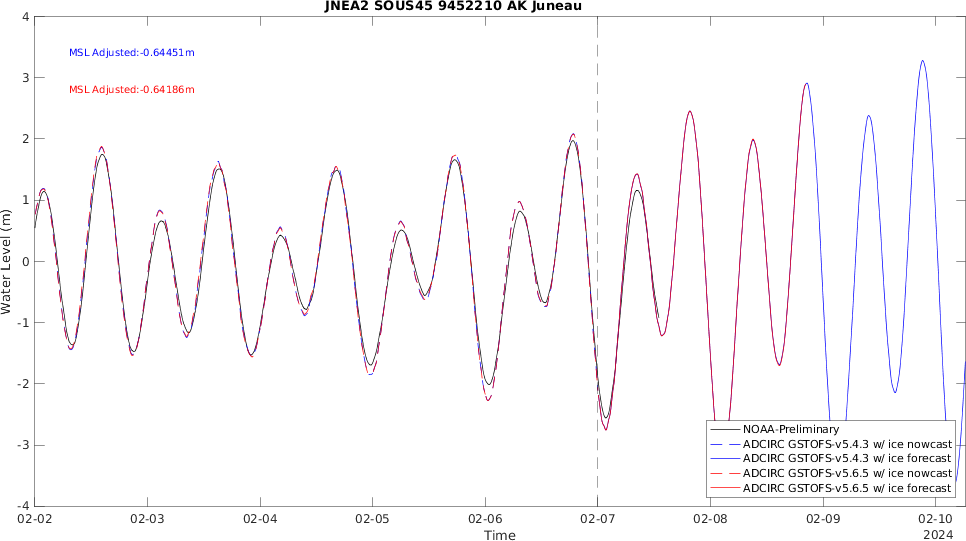 JNEA2 SOUS45 9452210 AK Juneau
MSL Adjusted:-0.64451m
MSL Adjusted:-0.64186m
4
3
2
1
0
-1
-2
-3
-4
Water Level (m)
NOAA-Preliminary
ADCIRC GSTOFS-v5.4.3 w/ ice nowcast
ADCIRC GSTOFS-v5.4.3 w/ ice forecast
ADCIRC GSTOFS-v5.6.5 w/ ice nowcast
ADCIRC GSTOFS-v5.6.5 w/ ice forecast
02-02 02-03 02-04 02-05 02-06 02-07 02-08 02-09 02-10
Time 2024